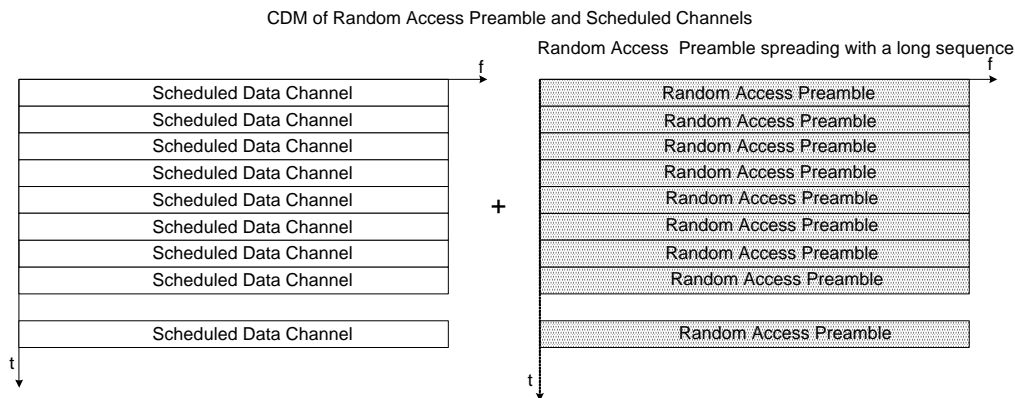 CDM of Random Access Preamble and Scheduled Channels
Random Access Preamble spreading with a long sequence
f
Scheduled Data Channel
Scheduled Data Channel
Scheduled Data Channel
Scheduled Data Channel
Scheduled Data Channel
Scheduled Data Channel
Scheduled Data Channel
Scheduled Data Channel
Scheduled Data Channel
t
+
f
Random Access Preamble
Random Access Preamble
Random Access Preamble
Random Access Preamble
Random Access Preamble
Random Access Preamble
Random Access Preamble
Random Access Preamble
Random Access Preamble
t